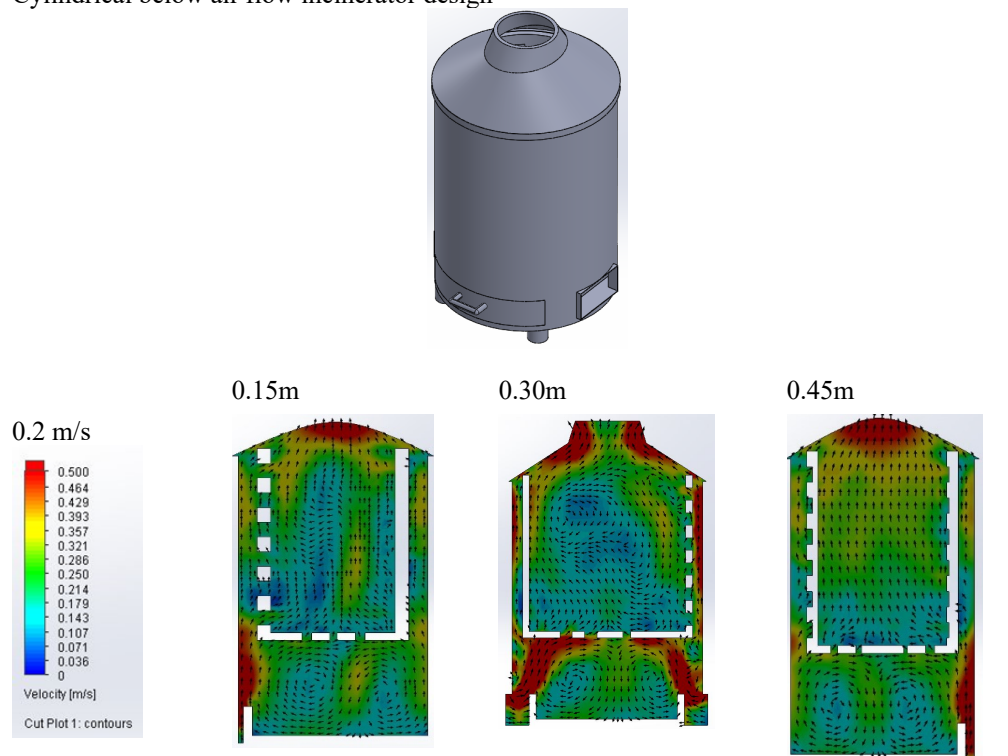 Cylindrical below air flow incinerator design
0.15m
0.30m
0.45m
0.2 m/s
0.500
0.464
0.429
0.393
0.357
0.321
0.286
0.250
0.214
0.179
0.143
0.107
0.071
0.036
0
Velocity [m/s]
Cut Plot 1: contours